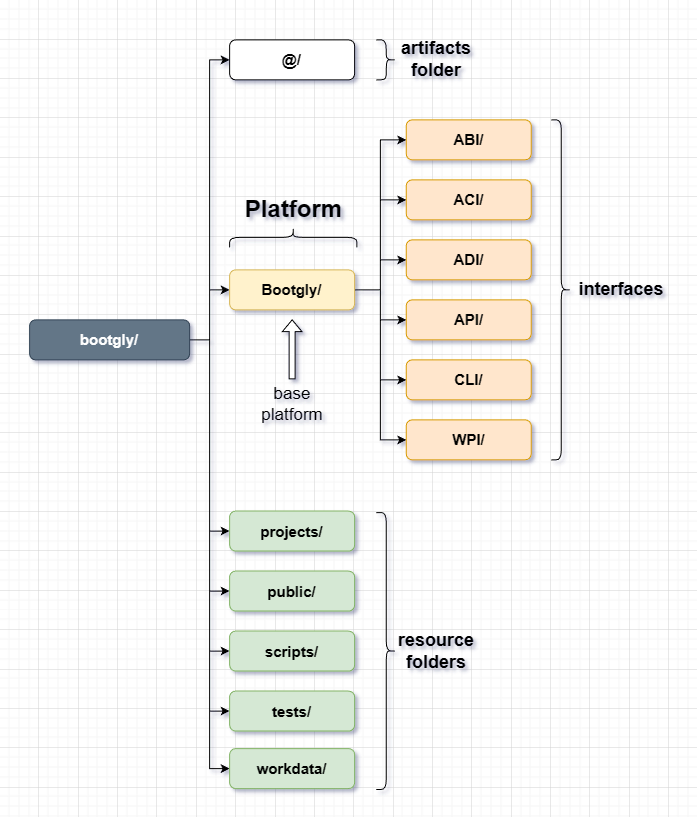 @/
artifacts
folder
Platform
bootgly/
Bootgly/
base
platform
ABI/
ACI/
ADI/
API/
CLI/
WPI/
interfaces
projects/
public/
scripts/
tests/
workdata/
resource
folders